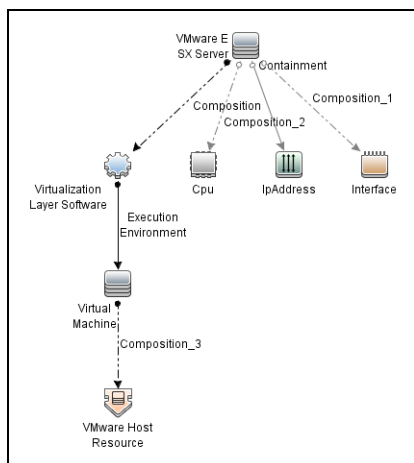 VMware E
SX Server
Containment
Composition
Composition_1
Composition_2
Virtualization
Layer Software
Cpu
IpAddress
Interface
Execution
Environment
Virtual
Machine
Composition_3
VMware Host
Resource